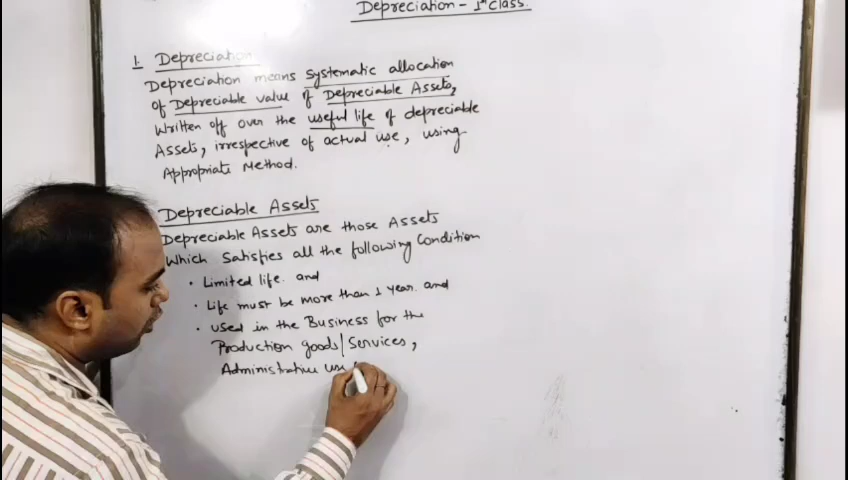 Depreciation - 1st Class.
1. Depreciation
Depreciation means systematic allocation
of Depreciable value of Depreciable Assets,
Written off over the useful life of depreciable
Assets, irrespective of actual use, using
Appropriate Method.
Depreciable Assets
Depreciable Assets are those Assets
Which satisfies all the following Condition
• Limited life. and
• Life must be more than 1 year. and
• used in the Business for the
Production goods/Services,
Administrative use